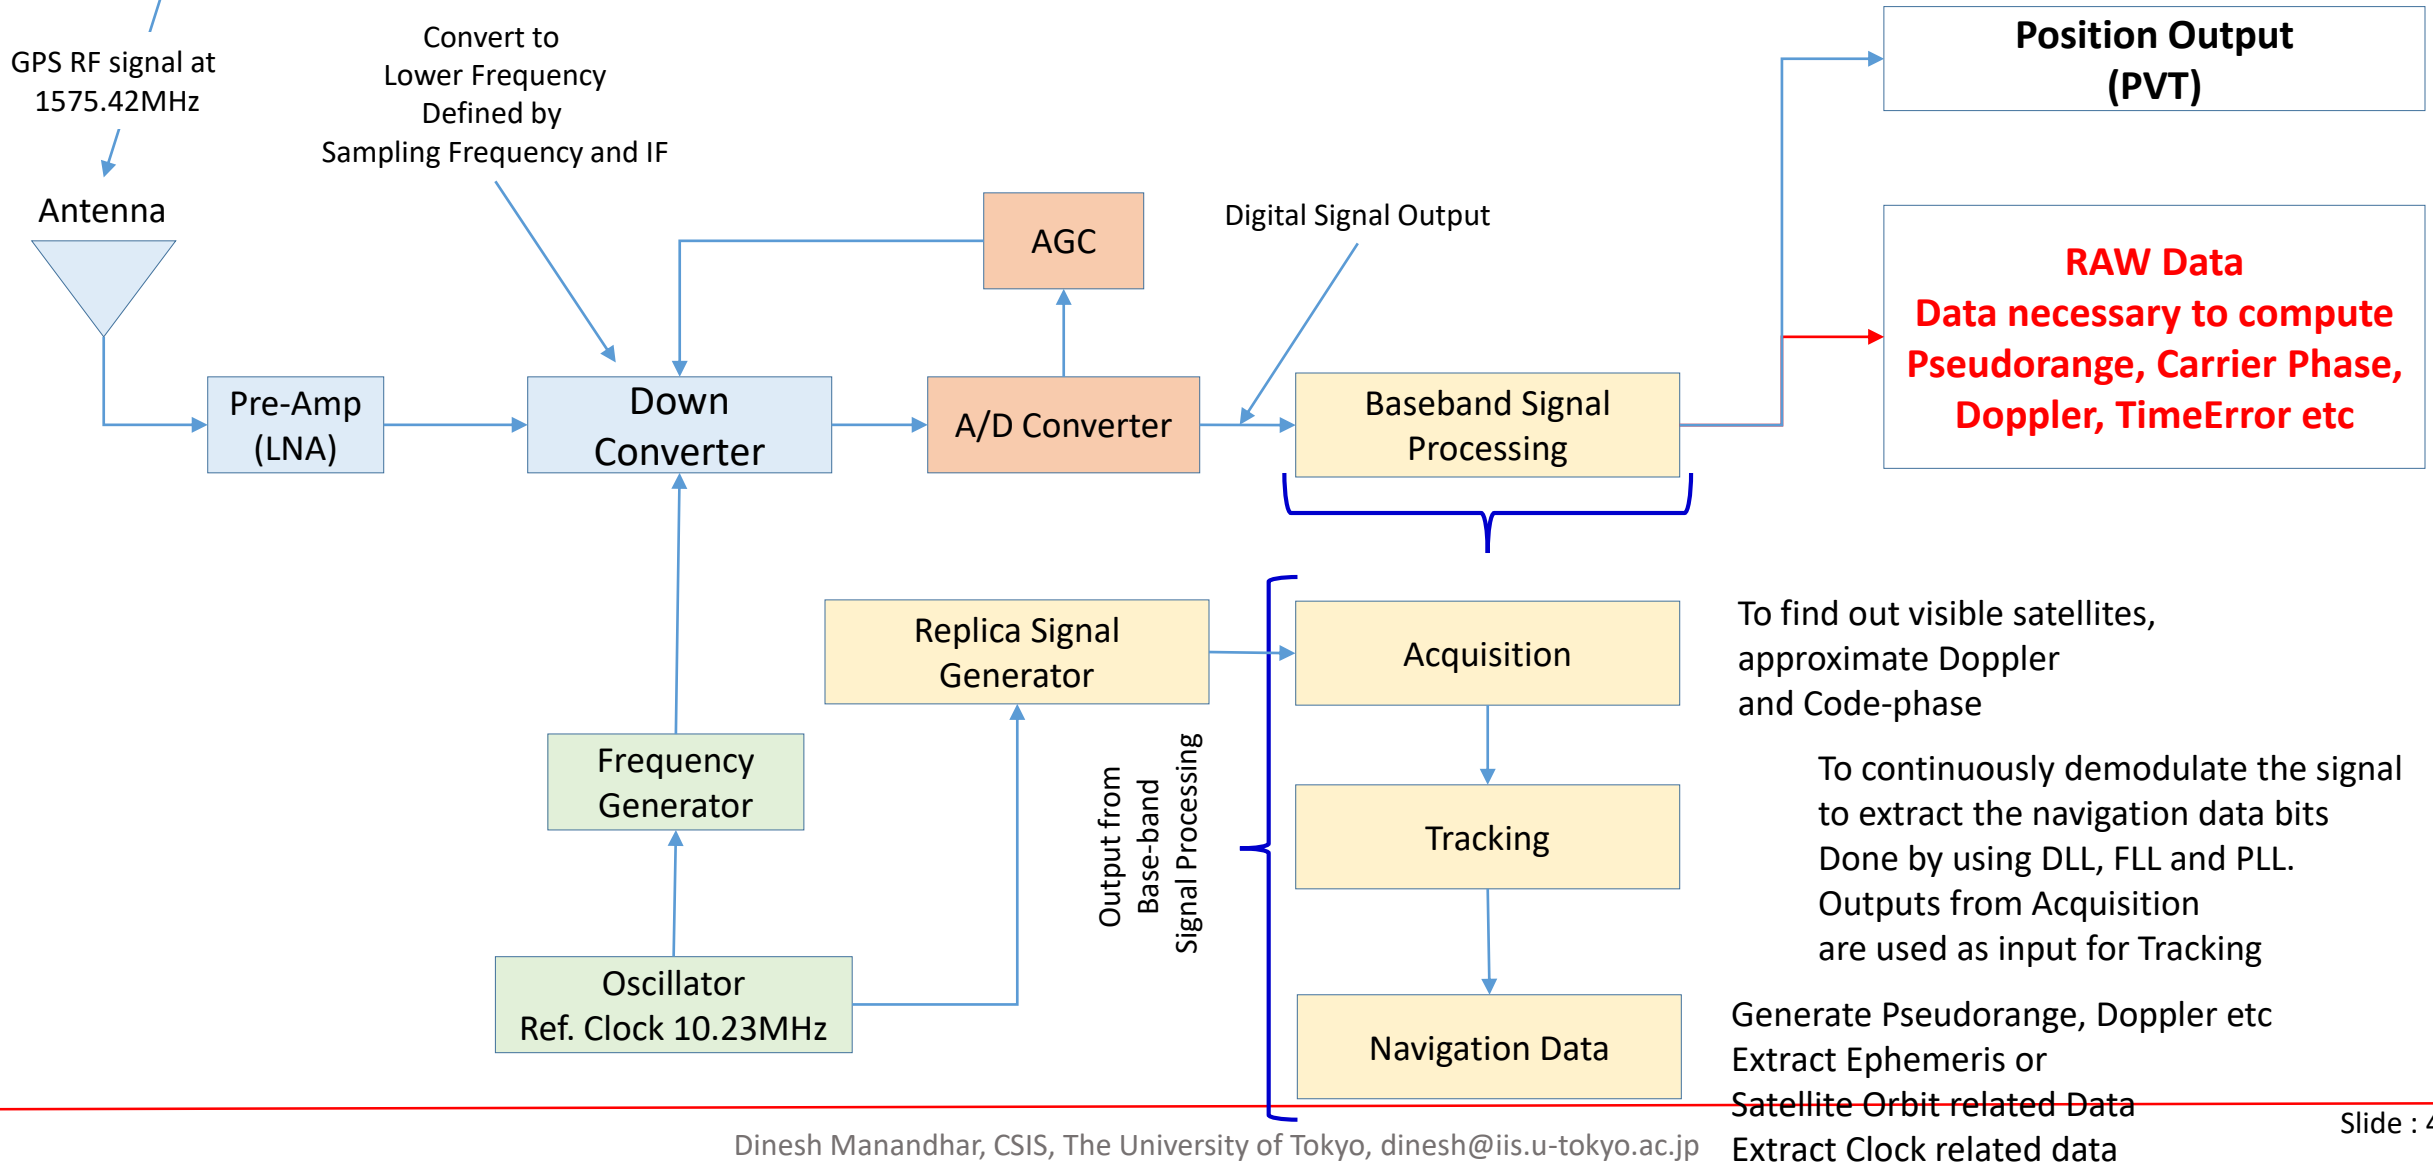 GPS RF signal at
1575.42MHz
Convert to
Lower Frequency
Defined by
Sampling Frequency and IF
Position Output
(PVT)
Antenna
AGC
Digital Signal Output
RAW Data
Data necessary to compute
Pseudorange, Carrier Phase,
Doppler, TimeError etc
Pre-Amp
(LNA)
Down
Converter
A/D Converter
Baseband Signal
Processing
Replica Signal
Generator
Acquisition
To find out visible satellites,
approximate Doppler
and Code-phase
Frequency
Generator
Output from
Base-band
Signal Processing
Tracking
To continuously demodulate the signal
to extract the navigation data bits
Done by using DLL, FLL and PLL.
Outputs from Acquisition
are used as input for Tracking
Oscillator
Ref. Clock 10.23MHz
Navigation Data
Generate Pseudorange, Doppler etc
Extract Ephemeris or
Satellite Orbit related Data
Extract Clock related data
Dinesh Manandhar, CSIS, The University of Tokyo, dinesh@iis.u-tokyo.ac.jp
Slide : 4